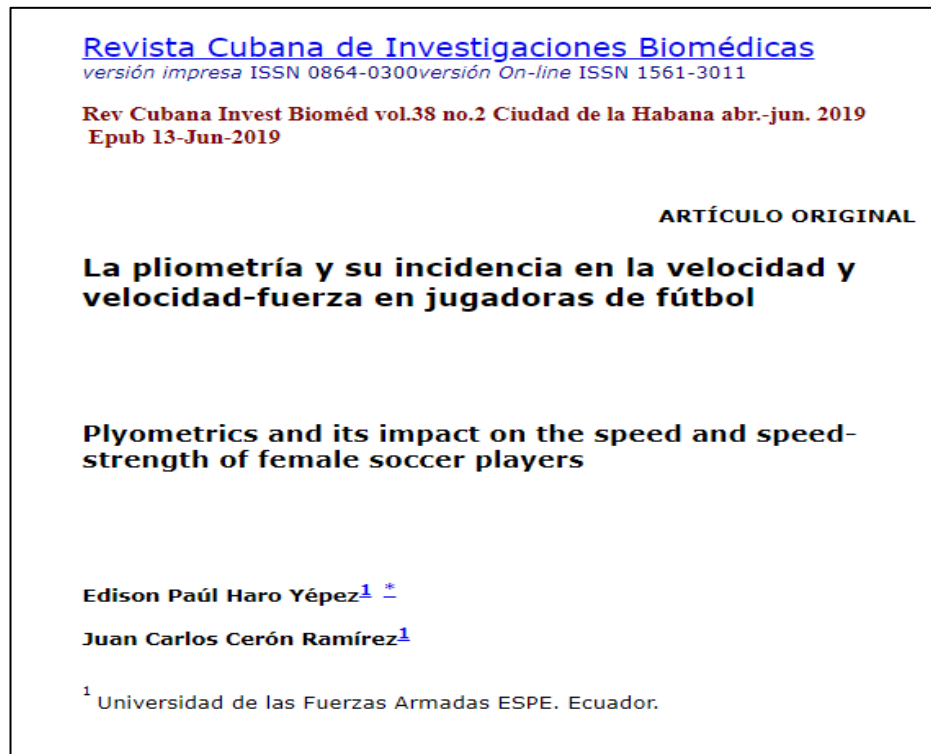 Revista Cubana de Investigaciones Biomédicas
versión impresa ISSN 0864-0300versión On-line ISSN 1561-3011
Rev Cubana Invest Bioméd vol.38 no.2 Ciudad de la Habana abr.-jun. 2019
Epub 13-Jun-2019
ARTÍCULO ORIGINAL
La pliometría y su incidencia en la velocidad y
velocidad-fuerza en jugadoras de fútbol
Plyometrics and its impact on the speed and speed-
strength of female soccer players
Edison Paúl Haro Yépez1 *
Juan Carlos Cerón Ramírez1
1 Universidad de las Fuerzas Armadas ESPE. Ecuador.